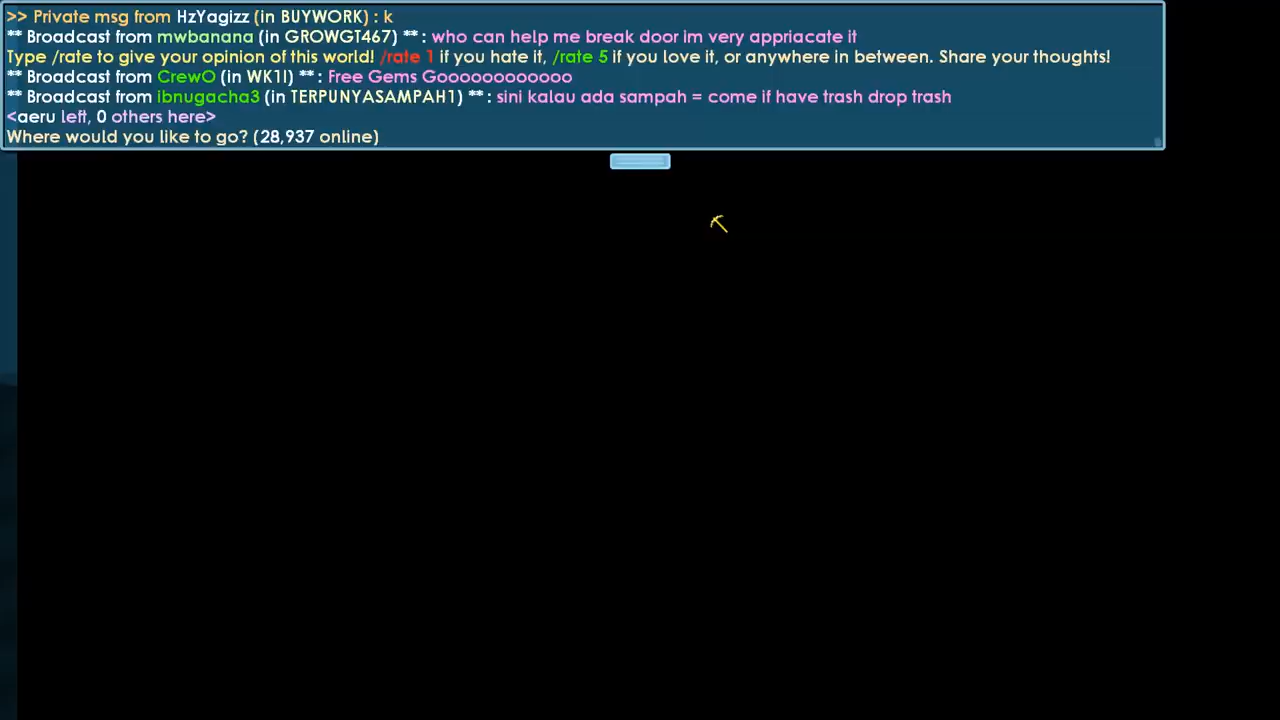 >> Private msg from HzYagizz (in BUYWORK) : k
** Broadcast from mwbanana (in GROWGT467) ** : who can help me break door im very appriacate it
Type /rate to give your opinion of this world! /rate 1 if you hate it, /rate 5 if you love it, or anywhere in between. Share your thoughts!
** Broadcast from CrewO (in WK1I) ** : Free Gems Goooooooooooo
** Broadcast from ibnugacha3 (in TERPUNYASAMPAH1) ** : sini kalau ada sampah = come if have trash drop trash
<aeru left, 0 others here>
Where would you like to go? (28,937 online)